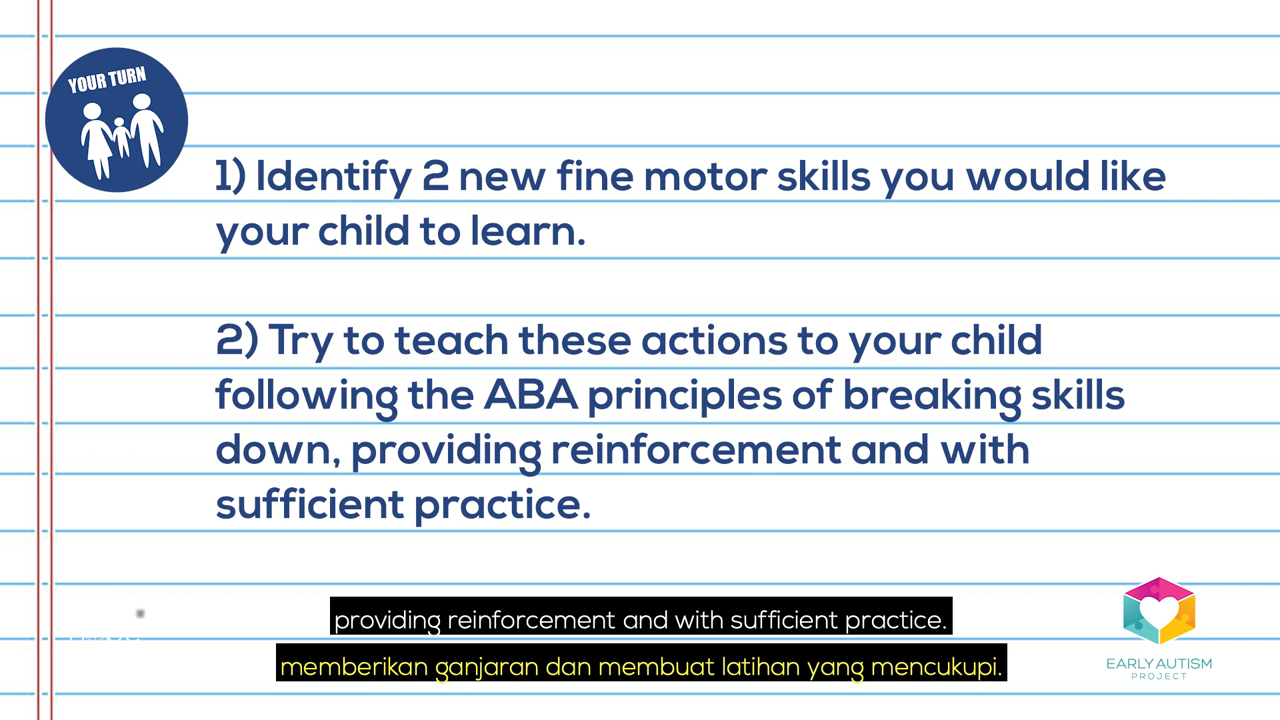 YOUR TURN
1) Identify 2 new fine motor skills you would like
your child to learn.
2) Try to teach these actions to your child
following the ABA principles of breaking skills
down, providing reinforcement and with
sufficient practice.
providing reinforcement and with sufficient practice.
memberikan ganjaran dan membuat latihan yang mencukupi.
EARLY AUTISM
PROJECT